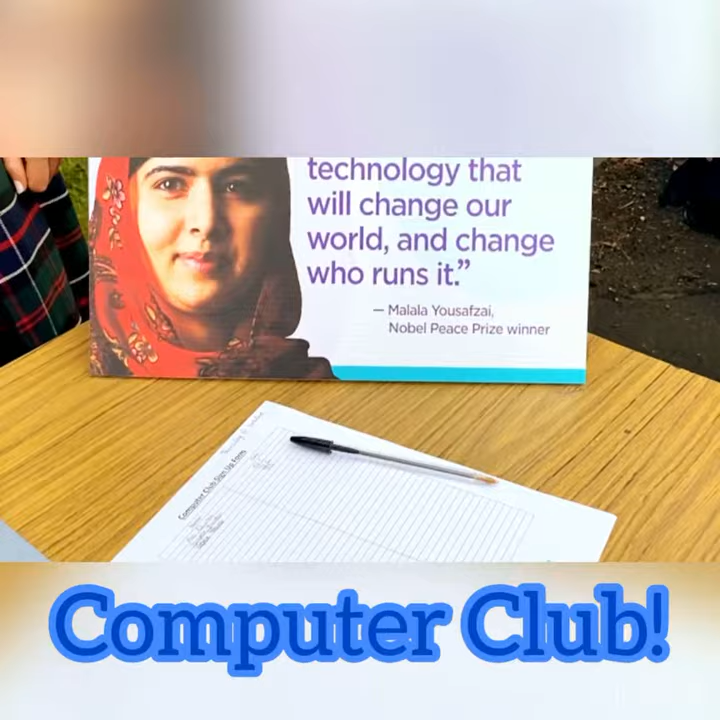 technology that
will change our
world, and change
who runs it.”
— Malala Yousafzai,
Nobel Peace Prize winner
Computer Club Sign Up Form
Computer Club!